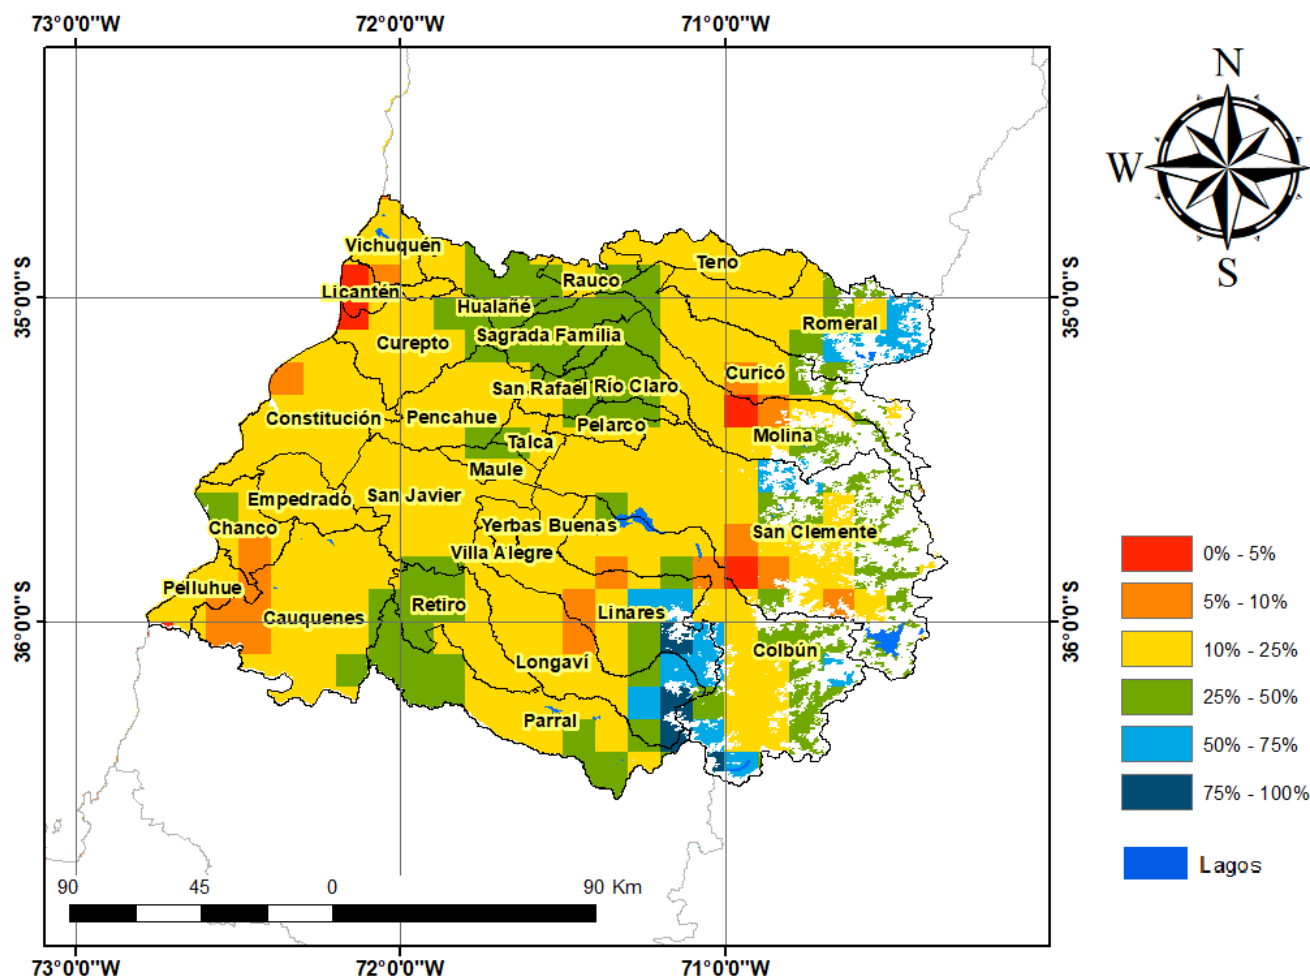 73°0'0"W 72°0'0"W 71°0'0"W
N
W
S
35°0'0"S
35°0'0"S
36°0'0"S
36°0'0"S
Vichuquén
Teno
Rauco
Licantén
Hualañé
Romeral
Sagrada Familia
Curepto
Curicó
San Rafael
Río Claro
Constitución
Pencahue
Pelarco
Molina
Talca
Maule
Empedrado
San Javier
Chanco
Yerbas Buenas
San Clemente
Villa Alegre
Pelluhue
Cauquenes
Retiro
Linares
Longaví
Colbún
Parral
0% - 5%
5% - 10%
10% - 25%
25% - 50%
50% - 75%
75% - 100%
Lagos
90 45 0 90 Km
73°0'0"W 72°0'0"W 71°0'0"W